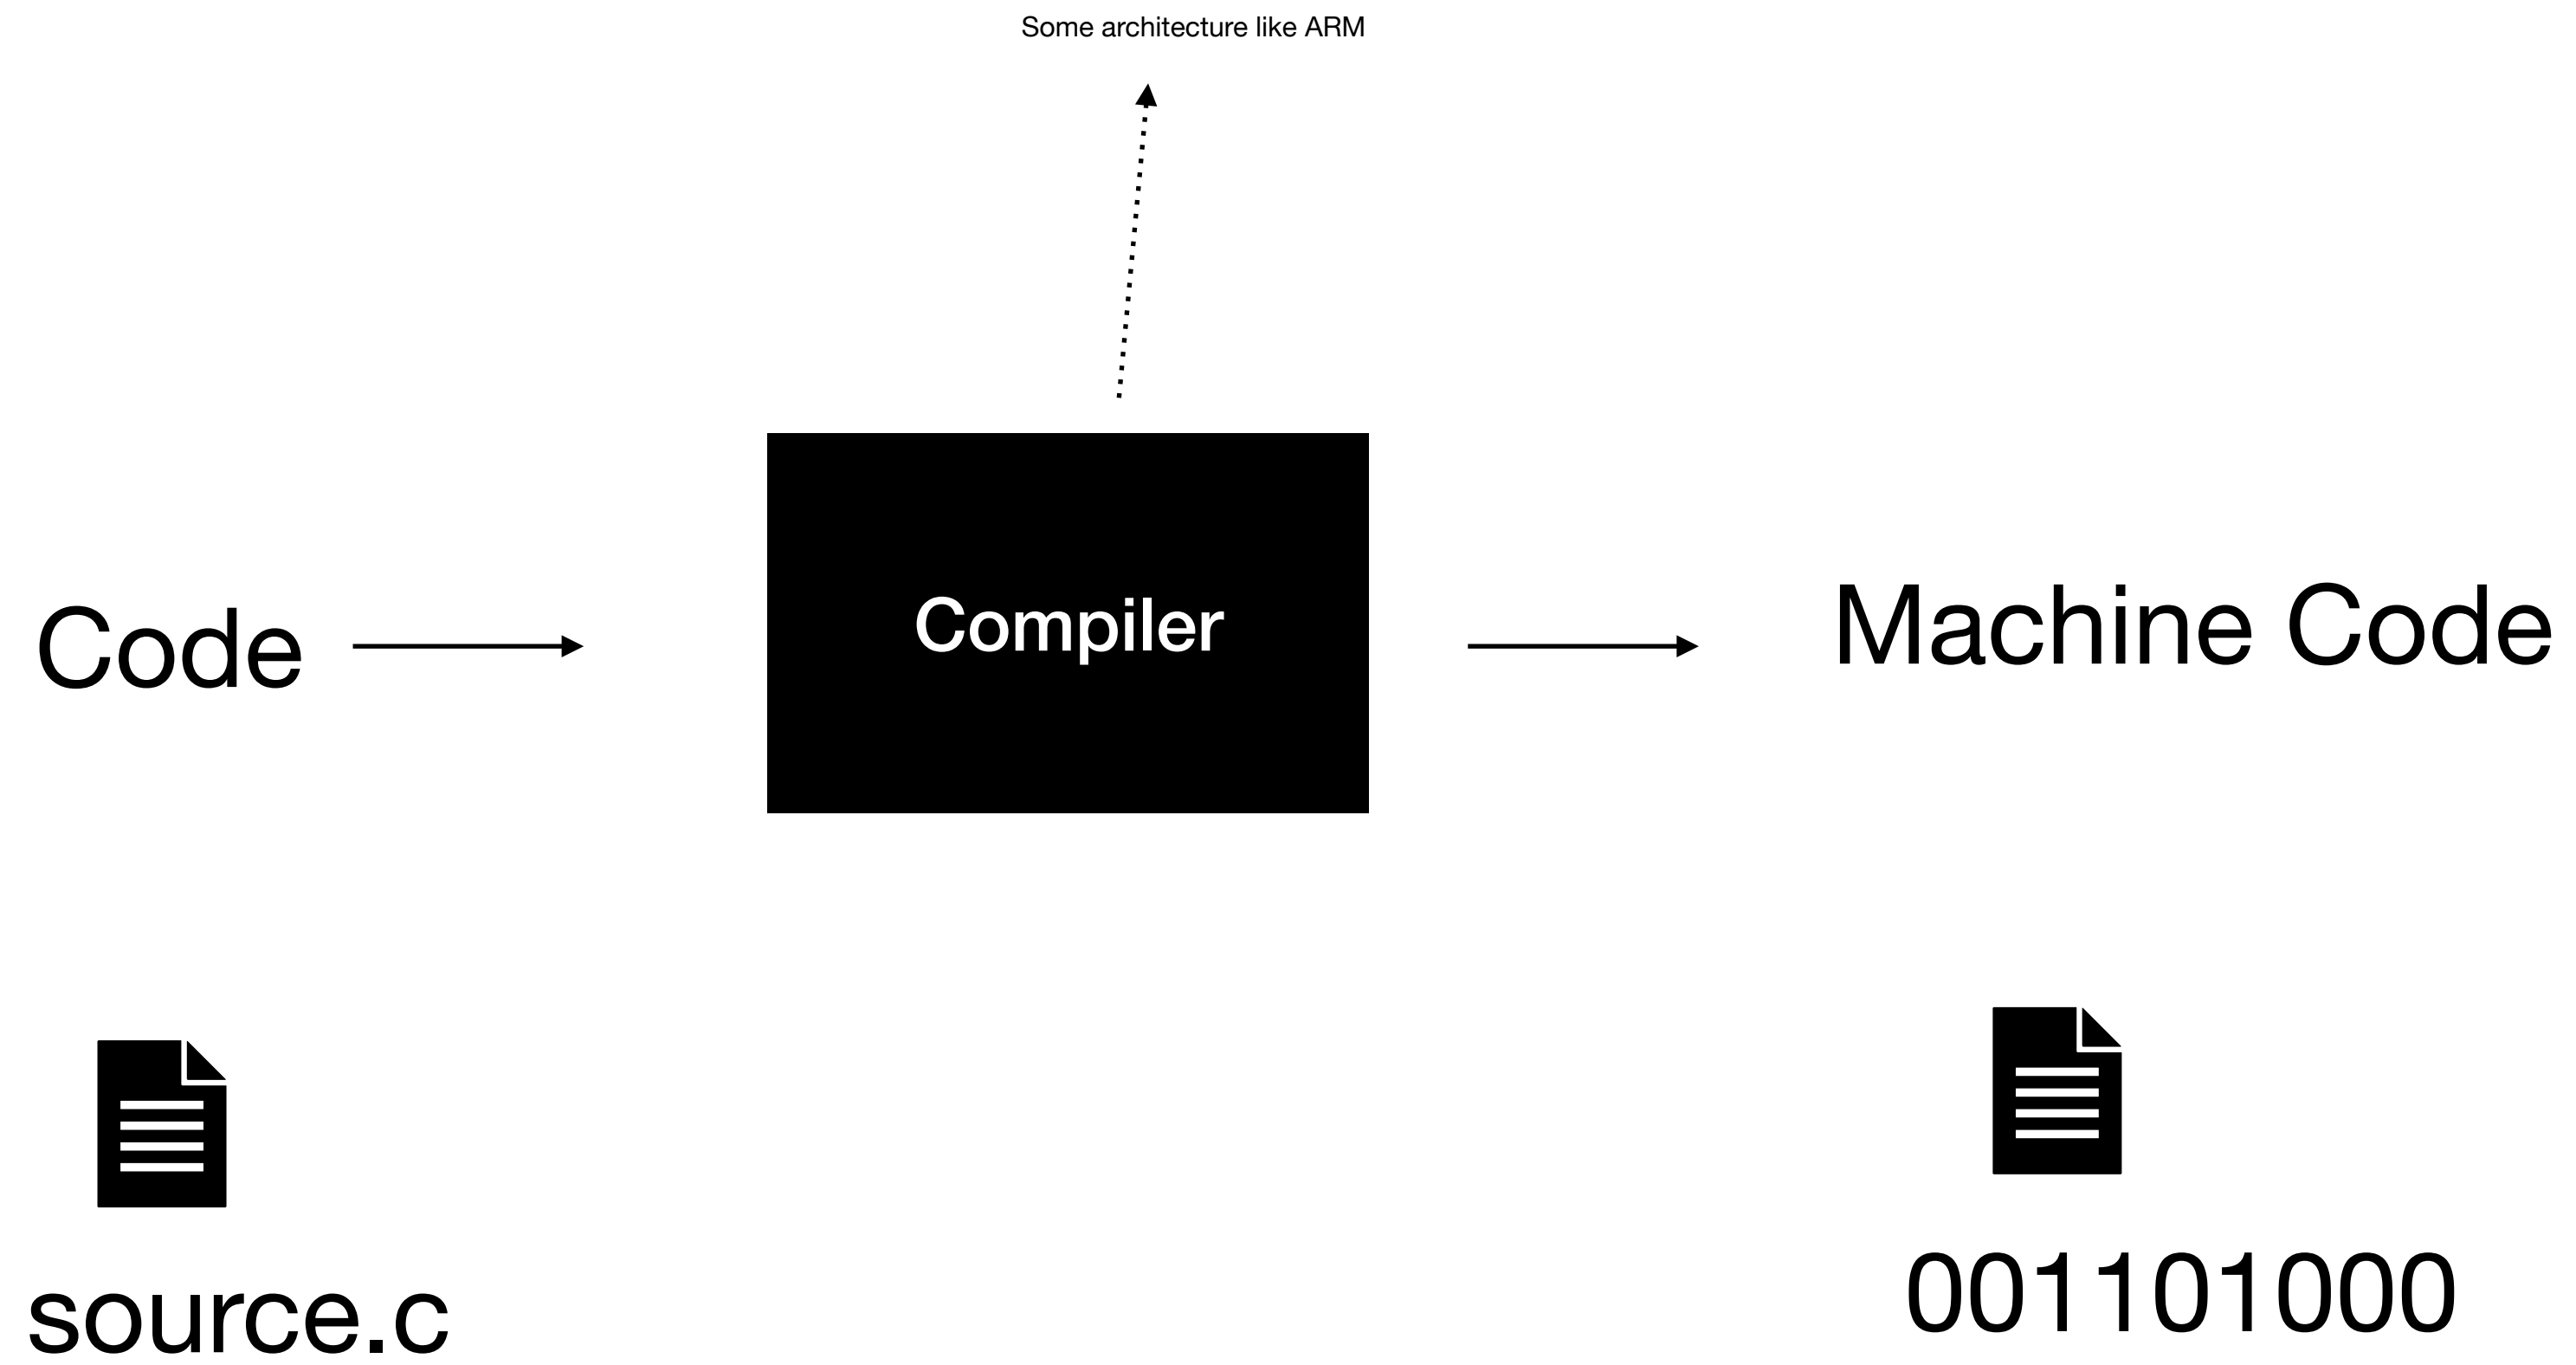 Some architecture like ARM
Code
Compiler
Machine Code
source.c
001101000